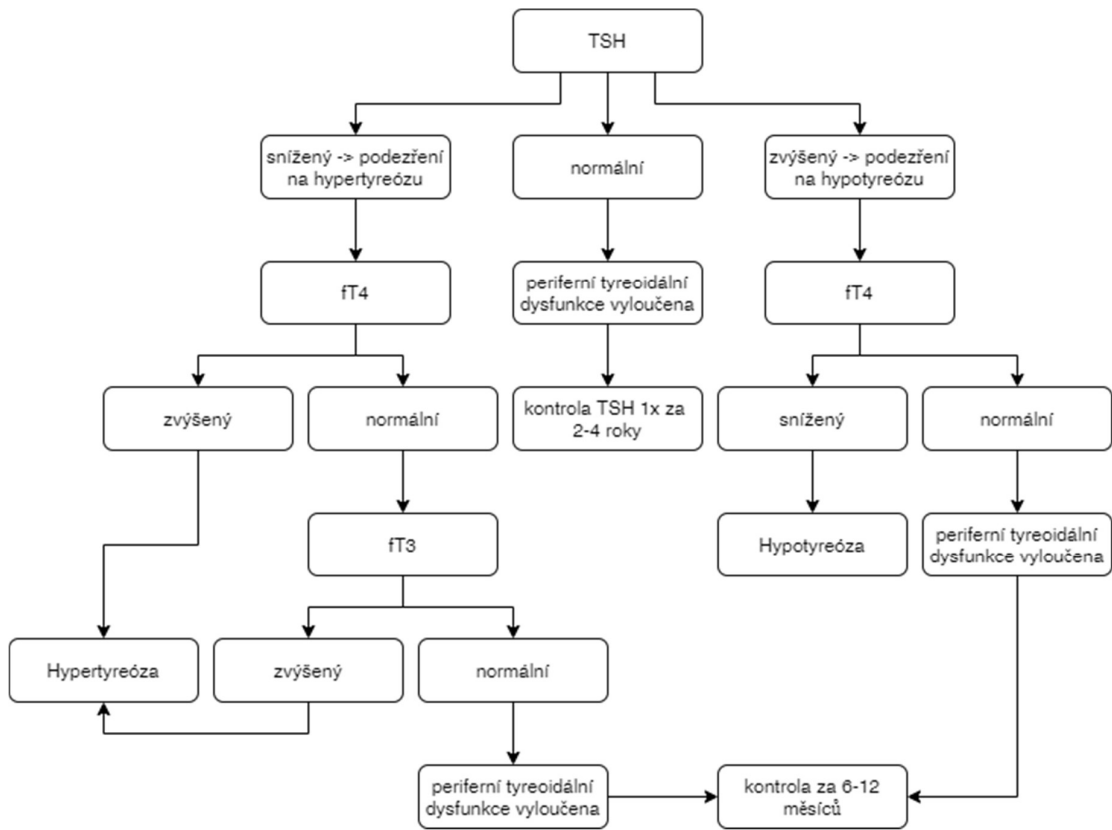 TSH
snížený -> podezření
na hypertyreózu
normální
zvýšený -> podezření
na hypotyreózu
fT4
periferní tyreoidální
dysfunkce vyloučena
fT4
zvýšený
normální
kontrola TSH 1x za
2-4 roky
snížený
normální
fT3
Hypotyreóza
periferní tyreoidální
dysfunkce vyloučena
Hypertyreóza
zvýšený
normální
periferní tyreoidální
dysfunkce vyloučena
kontrola za 6-12
měsíců